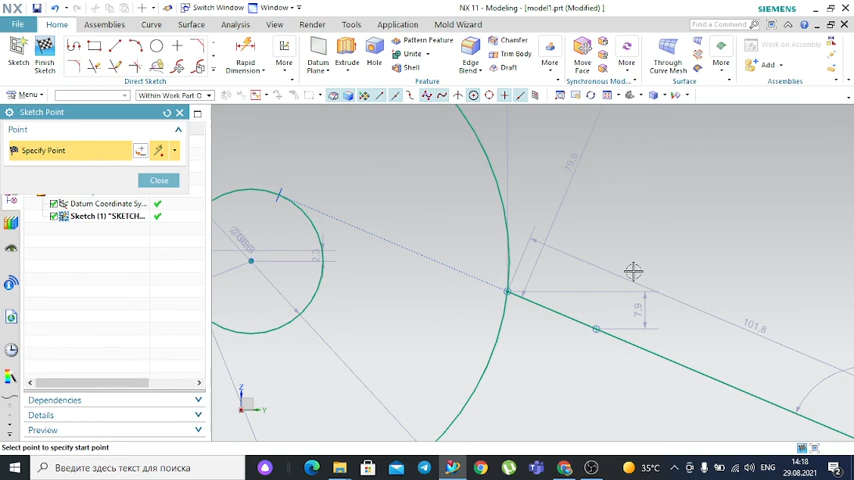 NX
Switch Window
Window
NX 11 - Modeling - [model1.prt (Modified) ]
SIEMENS
File
Home
Assemblies
Curve
Surface
Analysis
View
Render
Tools
Application
Mold Wizard
Find a Command
Sketch
Finish Sketch
Rapid Dimension
More
Direct Sketch
Datum Plane
Extrude
Hole
Pattern Feature
Unite
Shell
Edge Blend
Chamfer
Trim Body
Draft
More
Feature
Move Face
More
Synchronous Mod...
Through Curve Mesh
More
Surface
Work on Assembly
Add
Assemblies
Menu
Within Work Part O
Sketch Point
Point
Specify Point
Close
Datum Coordinate Sy...
Sketch (1) "SKETCH...
Dependencies
Details
Preview
79.9
2.3
7.9
101.8
Z
Y
Select point to specify start point
Введите здесь текст для поиска
35°C
ENG
14:18
29.08.2021
2